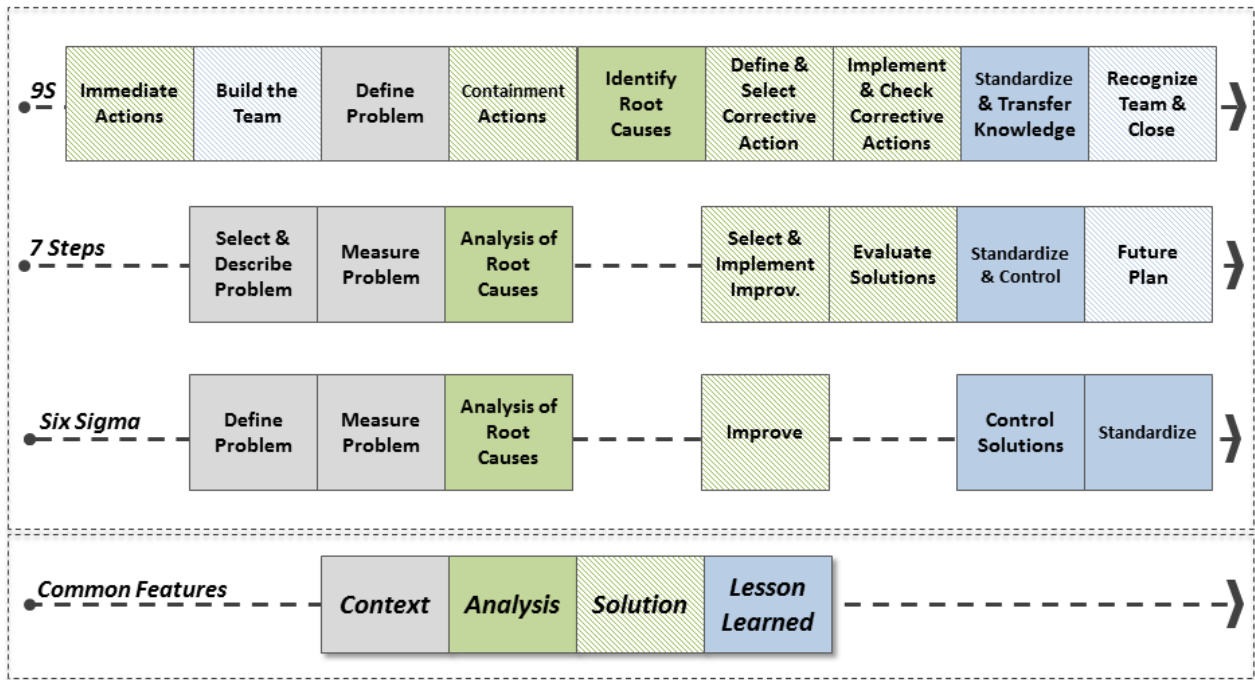 9S
Immediate
Actions
Build the
Team
Define
Problem
Containment
Actions
Identify
Root
Causes
Define &
Select
Corrective
Action
Implement
& Check
Corrective
Actions
Standardize
& Transfer
Knowledge
Recognize
Team &
Close
7 Steps
Select &
Describe
Problem
Measure
Problem
Analysis of
Root
Causes
Select &
Implement
Improv.
Evaluate
Solutions
Standardize
& Control
Future
Plan
Six Sigma
Define
Problem
Measure
Problem
Analysis of
Root
Causes
Improve
Control
Solutions
Standardize
Common Features
Context
Analysis
Solution
Lesson
Learned